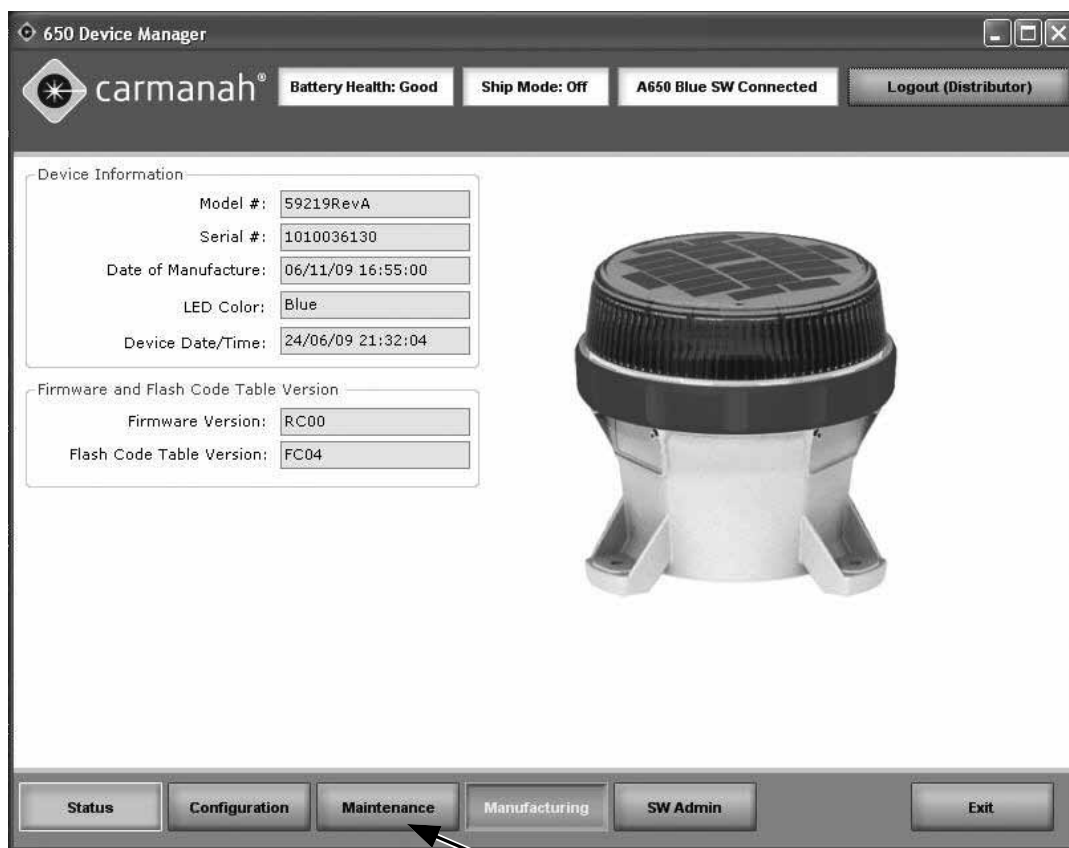 650 Device Manager
carmanah®
Battery Health: Good
Ship Mode: Off
A650 Blue SW Connected
Logout (Distributor)
Device Information
Model #: 59219RevA
Serial #: 1010036130
Date of Manufacture: 06/11/09 16:55:00
LED Color: Blue
Device Date/Time: 24/06/09 21:32:04
Firmware and Flash Code Table Version
Firmware Version: RC00
Flash Code Table Version: FC04
Status
Configuration
Maintenance
Manufacturing
SW Admin
Exit